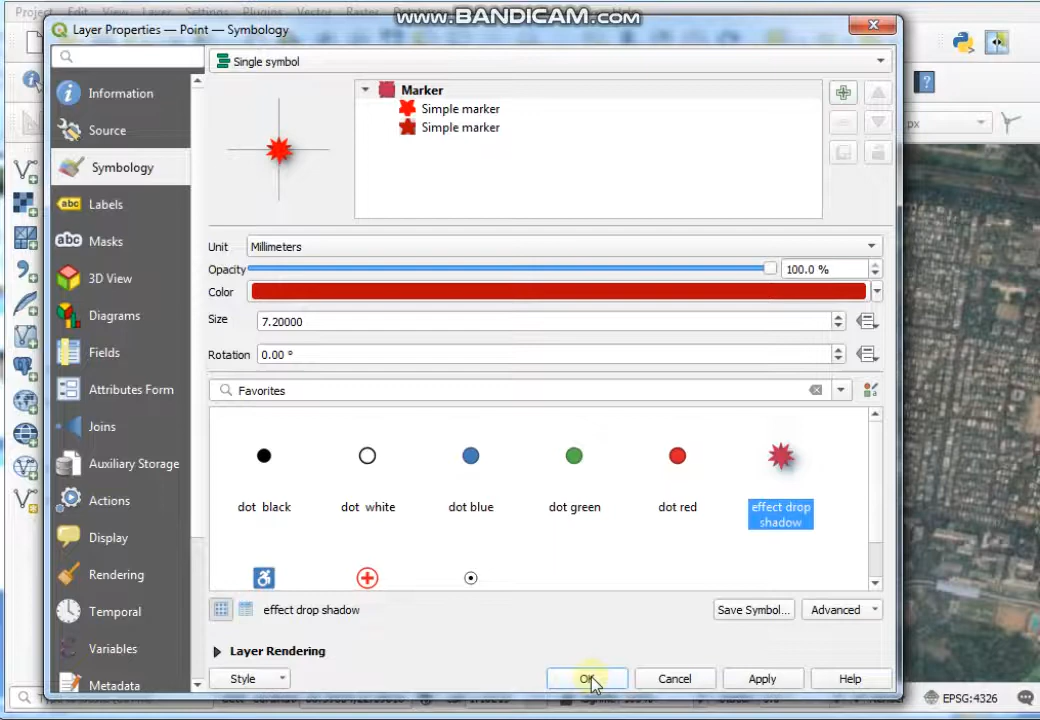 WWW.BANDICAM.COM
Layer Properties — Point — Symbology
Single symbol
Information
Source
Symbology
Labels
Masks
3D View
Diagrams
Fields
Attributes Form
Joins
Auxiliary Storage
Actions
Display
Rendering
Temporal
Variables
Metadata
Marker
Simple marker
Simple marker
Unit Millimeters
Opacity 100.0 %
Color
Size 7.20000
Rotation 0.00 °
Favorites
dot black
dot white
dot blue
dot green
dot red
effect drop
shadow
effect drop shadow
Save Symbol...
Advanced
Layer Rendering
Style
OK
Cancel
Apply
Help
px
EPSG:4326
abc
abc